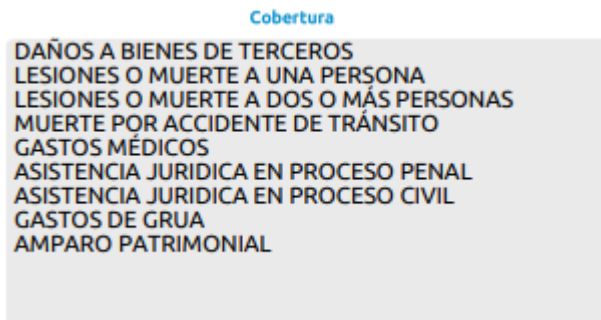 Cobertura
DAÑOS A BIENES DE TERCEROS
LESIONES O MUERTE A UNA PERSONA
LESIONES O MUERTE A DOS O MÁS PERSONAS
MUERTE POR ACCIDENTE DE TRÁNSITO
GASTOS MÉDICOS
ASISTENCIA JURIDICA EN PROCESO PENAL
ASISTENCIA JURIDICA EN PROCESO CIVIL
GASTOS DE GRUA
AMPARO PATRIMONIAL